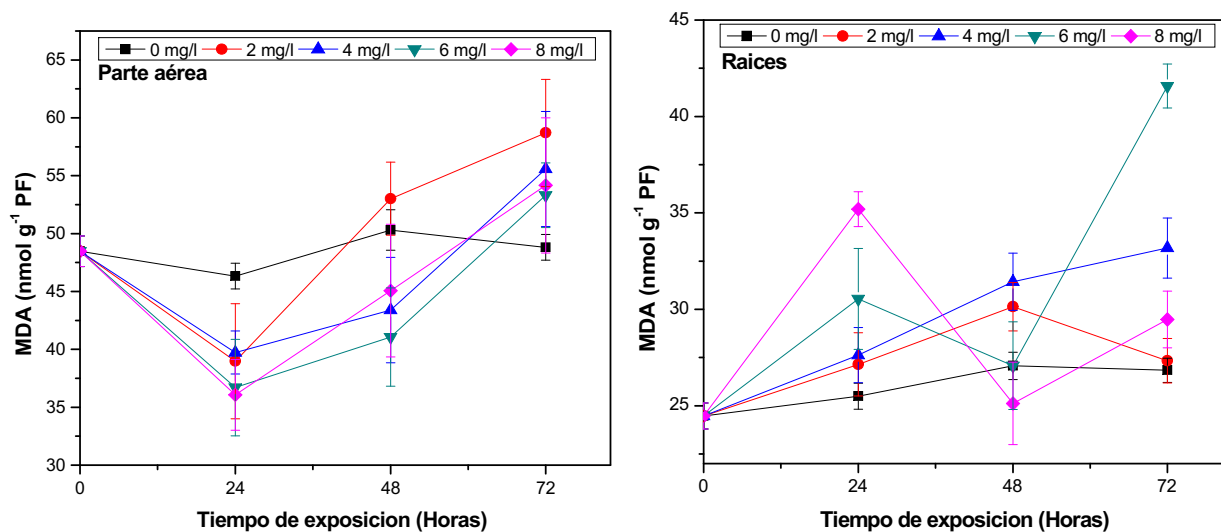 0 mg/l 2 mg/l 4 mg/l 6 mg/l 8 mg/l
Parte aérea
65
60
55
50
45
40
35
30
0 24 48 72
MDA (nmol g⁻¹ PF)
Tiempo de exposicion (Horas)
45
0 mg/l 2 mg/l 4 mg/l 6 mg/l 8 mg/l
Raices
40
35
30
25
0 24 48 72
MDA (nmol g⁻¹ PF)
Tiempo de exposicion (Horas)